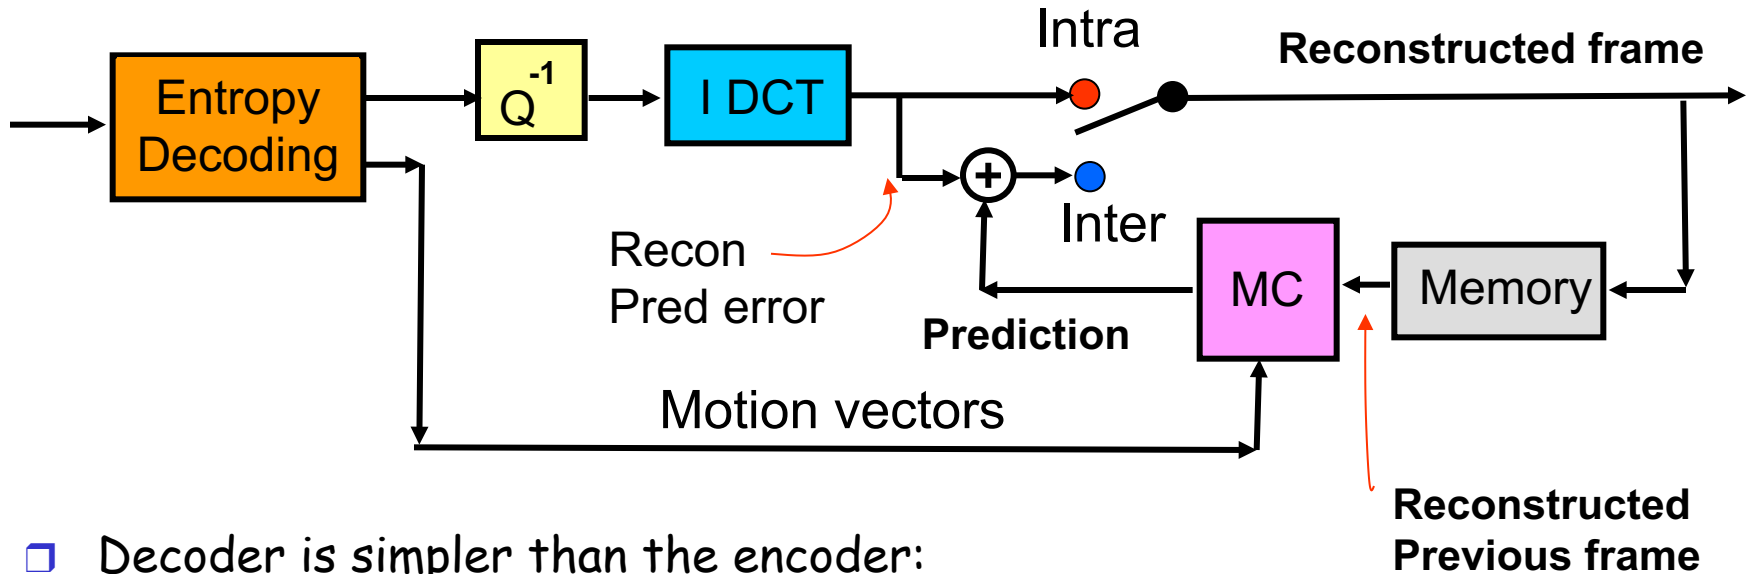 Intra
Reconstructed frame
Entropy
Decoding
Q-1
I DCT
+
Inter
Recon
Pred error
MC
Memory
Prediction
Motion vectors
Reconstructed
Previous frame
Decoder is simpler than the encoder: